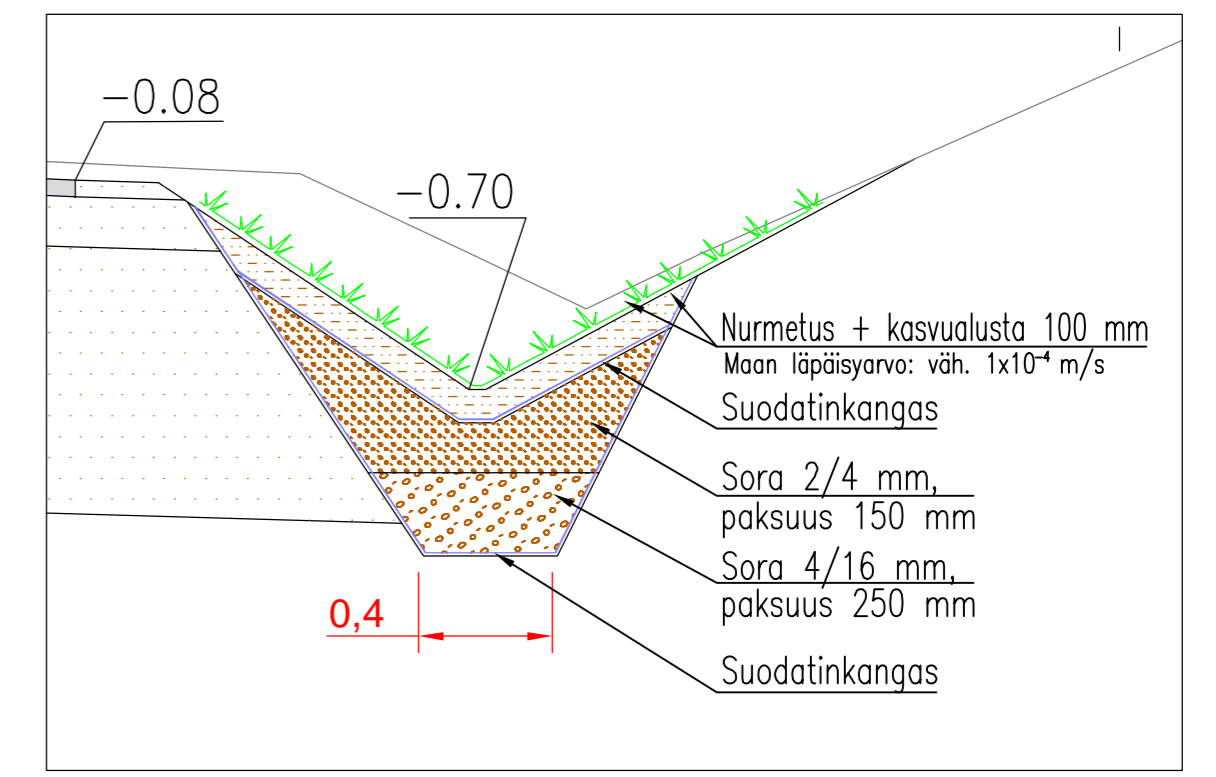 -0.08
-0.70
Nurmetus + kasvualusta 100 mm
Maan läpäisyarvo: väh. 1x10⁻⁴ m/s
Suodatinkangas
Sora 2/4 mm,
paksuus 150 mm
Sora 4/16 mm,
paksuus 250 mm
0,4
Suodatinkangas